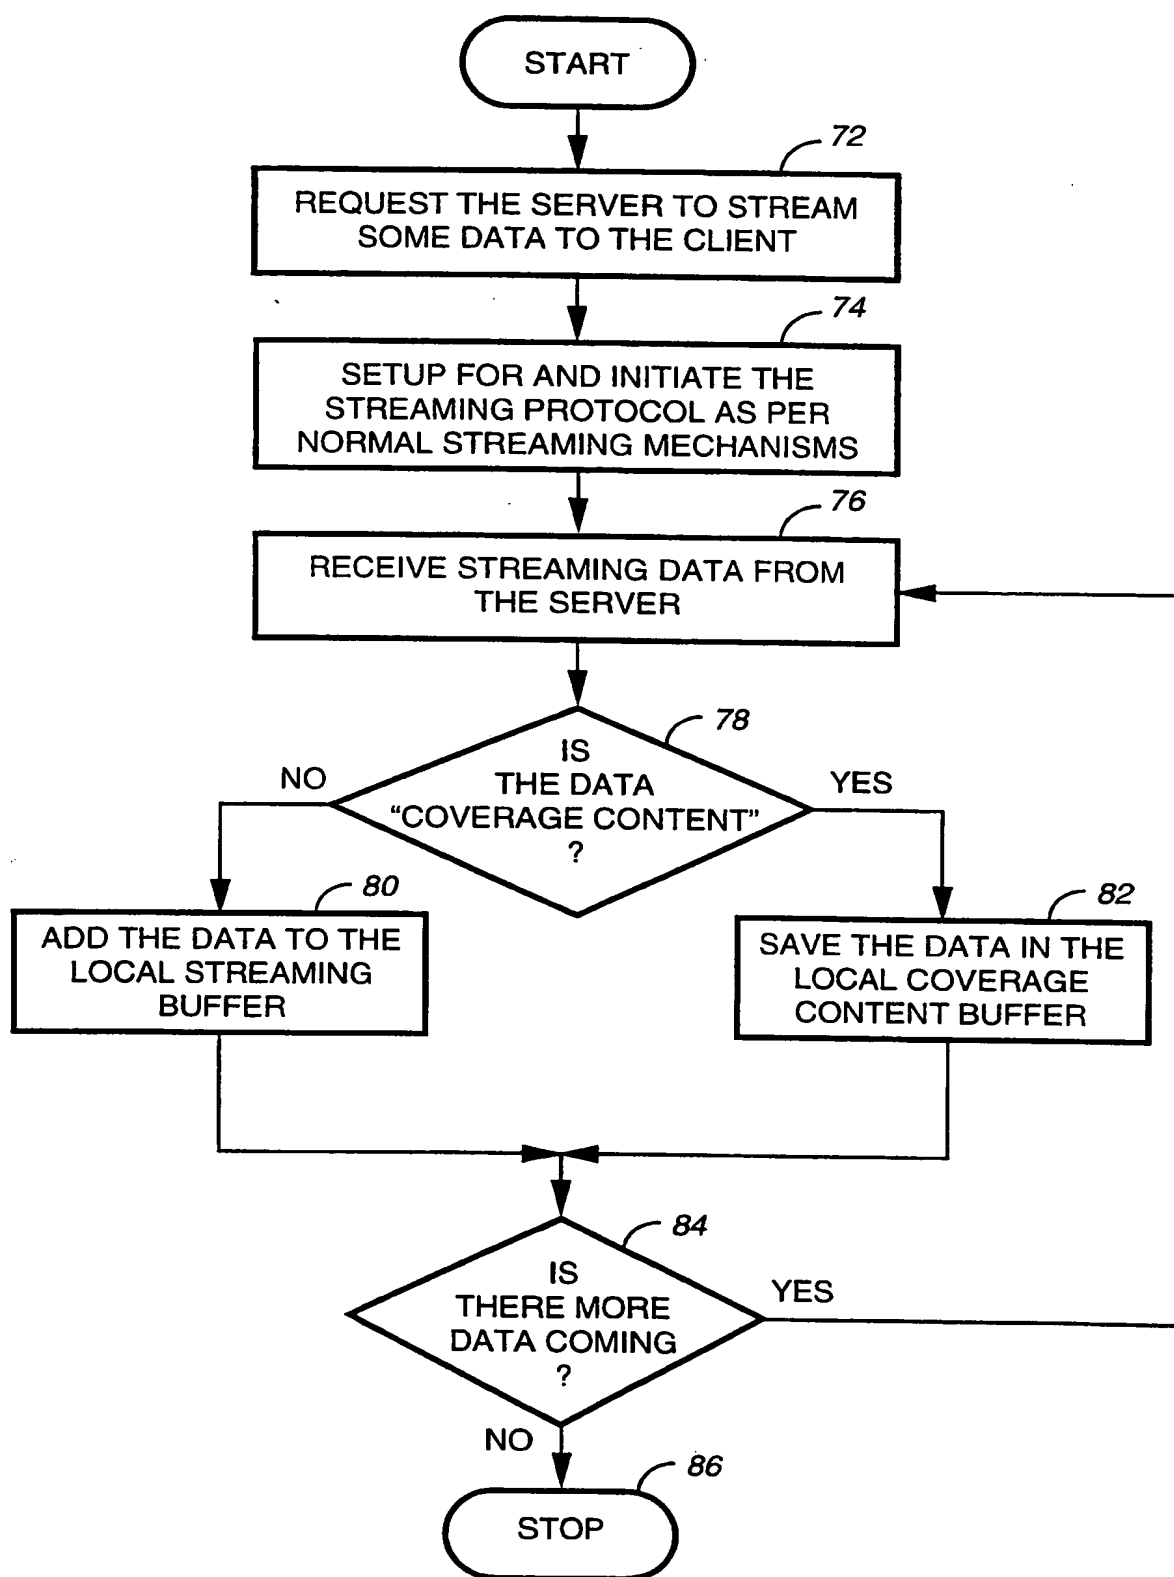 START
72
REQUEST THE SERVER TO STREAM
SOME DATA TO THE CLIENT
74
SETUP FOR AND INITIATE THE
STREAMING PROTOCOL AS PER
NORMAL STREAMING MECHANISMS
76
RECEIVE STREAMING DATA FROM
THE SERVER
78
IS
THE DATA
“COVERAGE CONTENT”
?
NO
YES
80
ADD THE DATA TO THE
LOCAL STREAMING
BUFFER
82
SAVE THE DATA IN THE
LOCAL COVERAGE
CONTENT BUFFER
84
IS
THERE MORE
DATA COMING
?
YES
NO
86
STOP